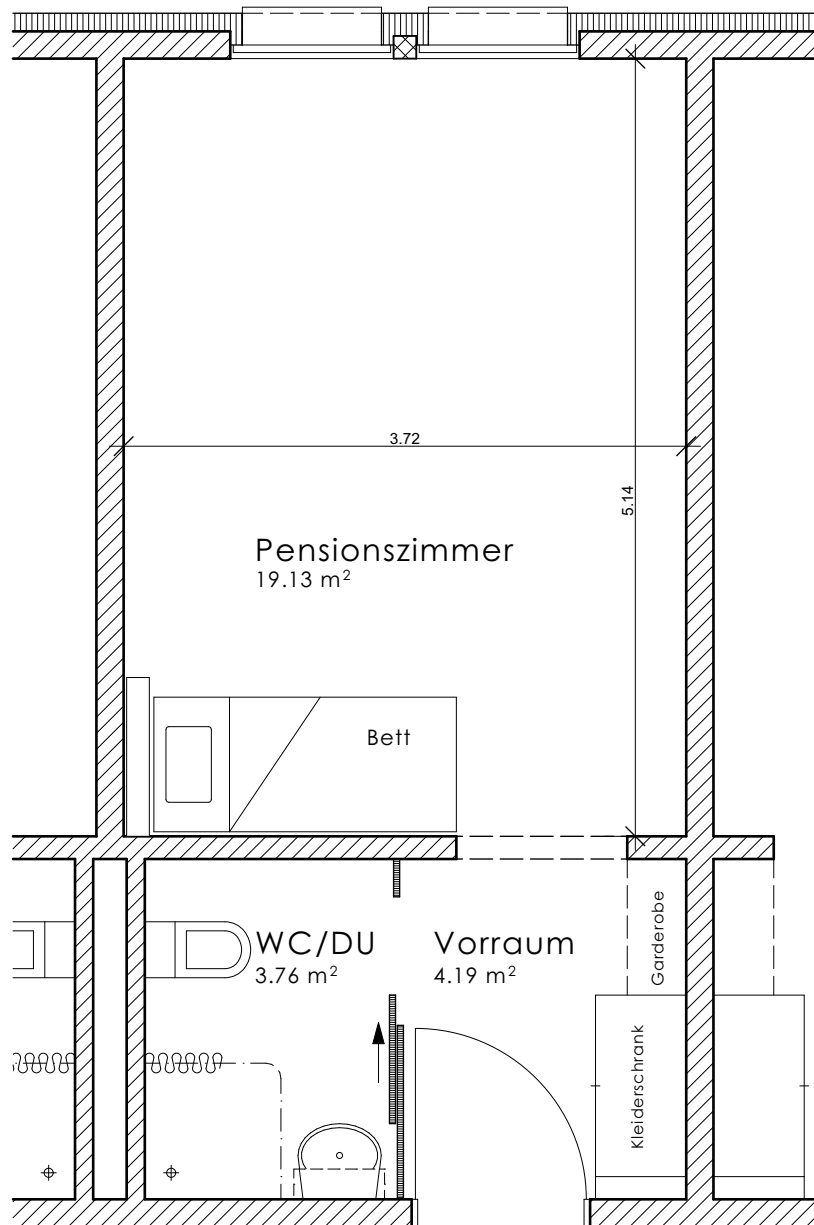 3.72
5.14
Pensionszimmer
19.13 m²
Bett
WC/DU
3.76 m²
Vorraum
4.19 m²
Garderobe
Kleiderschrank